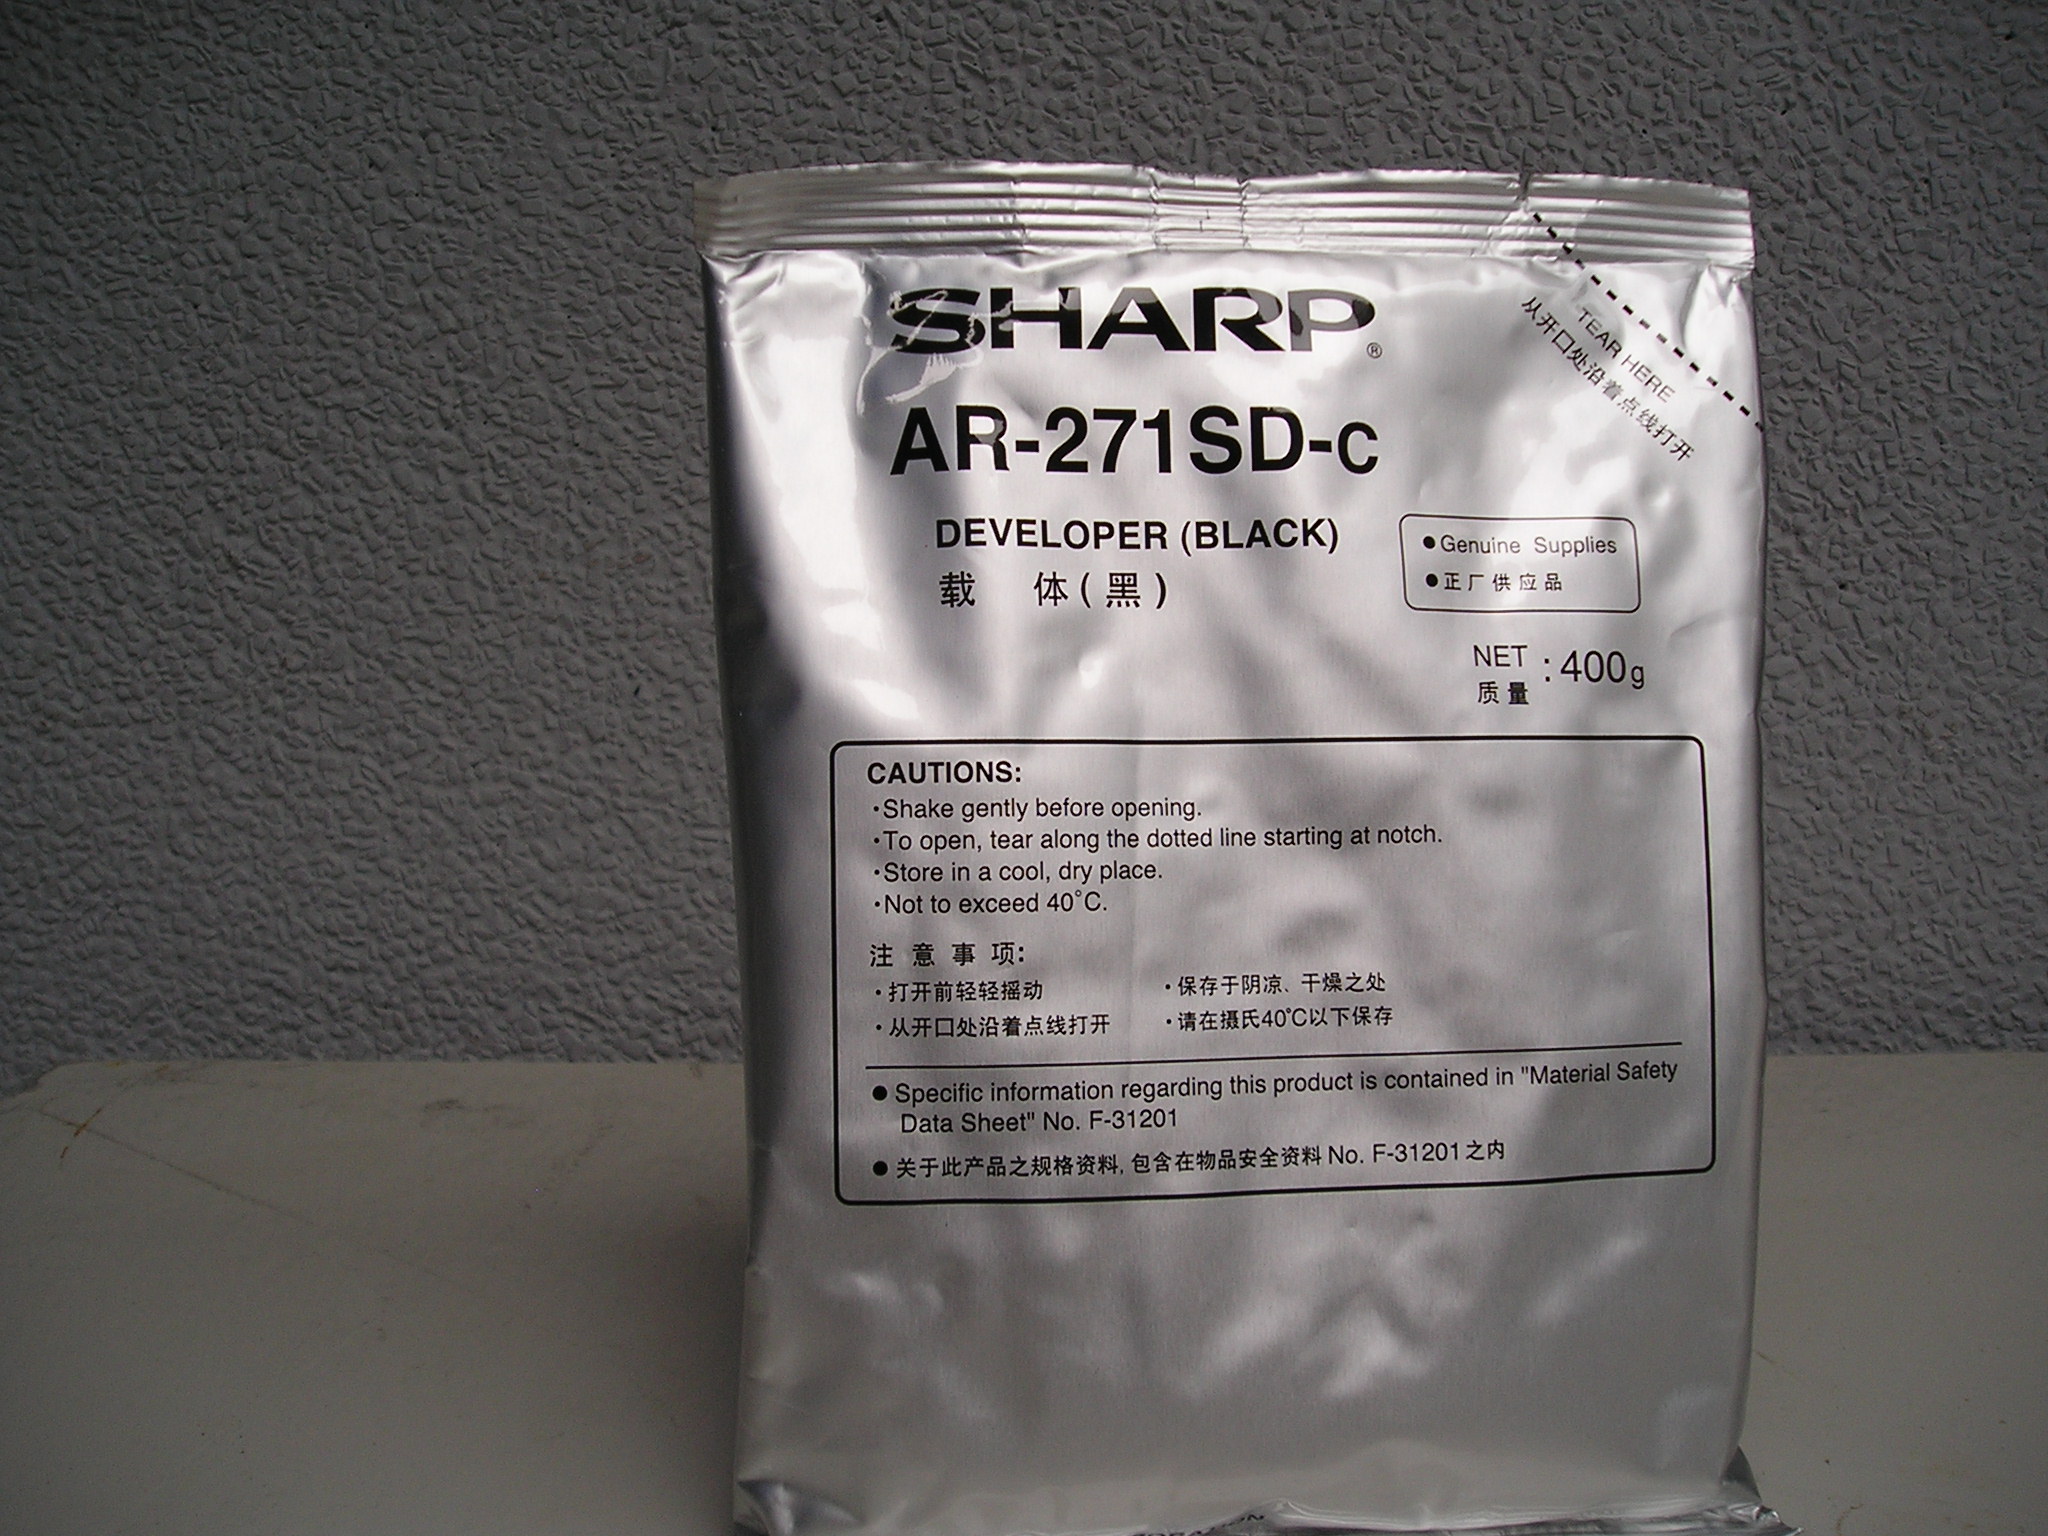 SHARP®
TEAR HERE
从开口处沿着点线打开
AR-271SD-C
DEVELOPER (BLACK)
载 体(黑)
●Genuine Supplies
●正厂供应品
NET
质量
:400g
CAUTIONS:
·Shake gently before opening.
·To open, tear along the dotted line starting at notch.
·Store in a cool, dry place.
·Not to exceed 40°C.
注 意 事 项:
·打开前轻轻摇动 ·保存于阴凉、干燥之处
·从开口处沿着点线打开 ·请在摄氏40°C以下保存
● Specific information regarding this product is contained in "Material Safety
Data Sheet" No. F-31201
● 关于此产品之规格资料, 包含在物品安全资料 No. F-31201之内